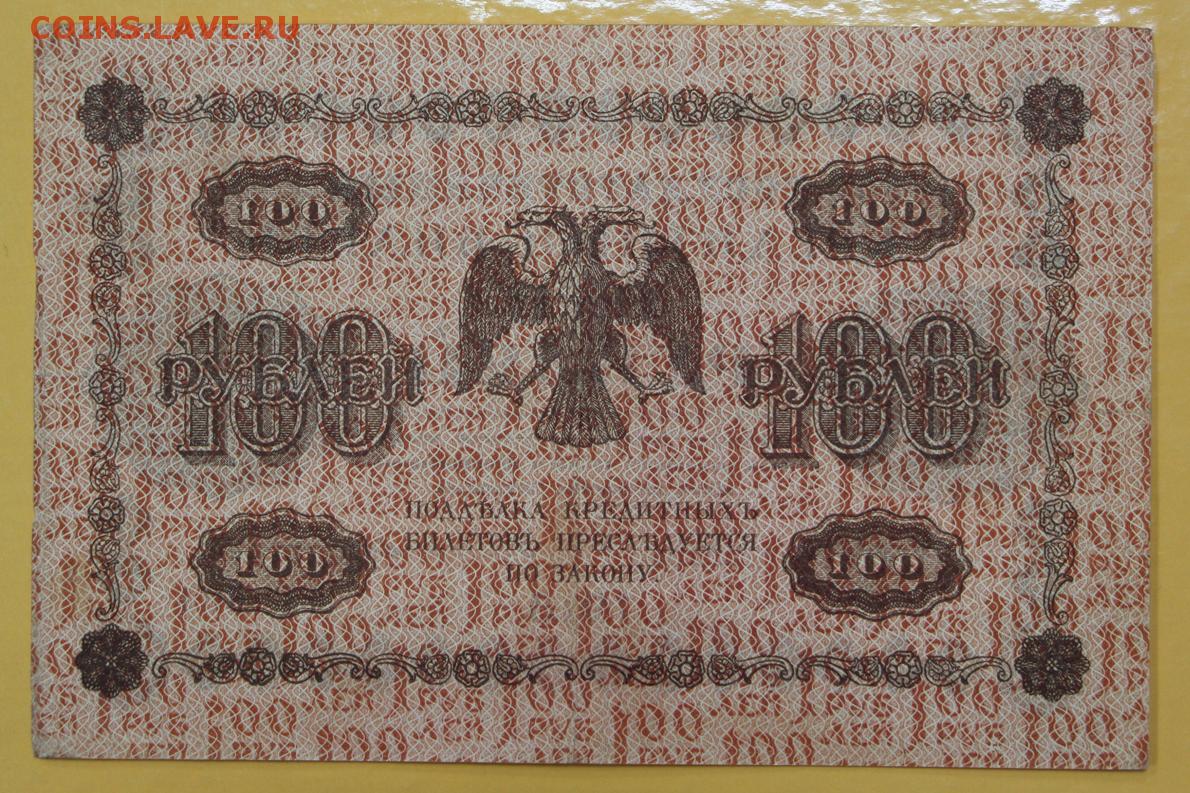 COINS.LAVE.RU
100 100
100 100
РУБЛЕЙ РУБЛЕЙ
ПОДДѢЛКА КРЕДИТНЫХЪ
БИЛЕТОВЪ ПРЕСЛѢДУЕТСЯ
100 100
ПО ЗАКОНУ.